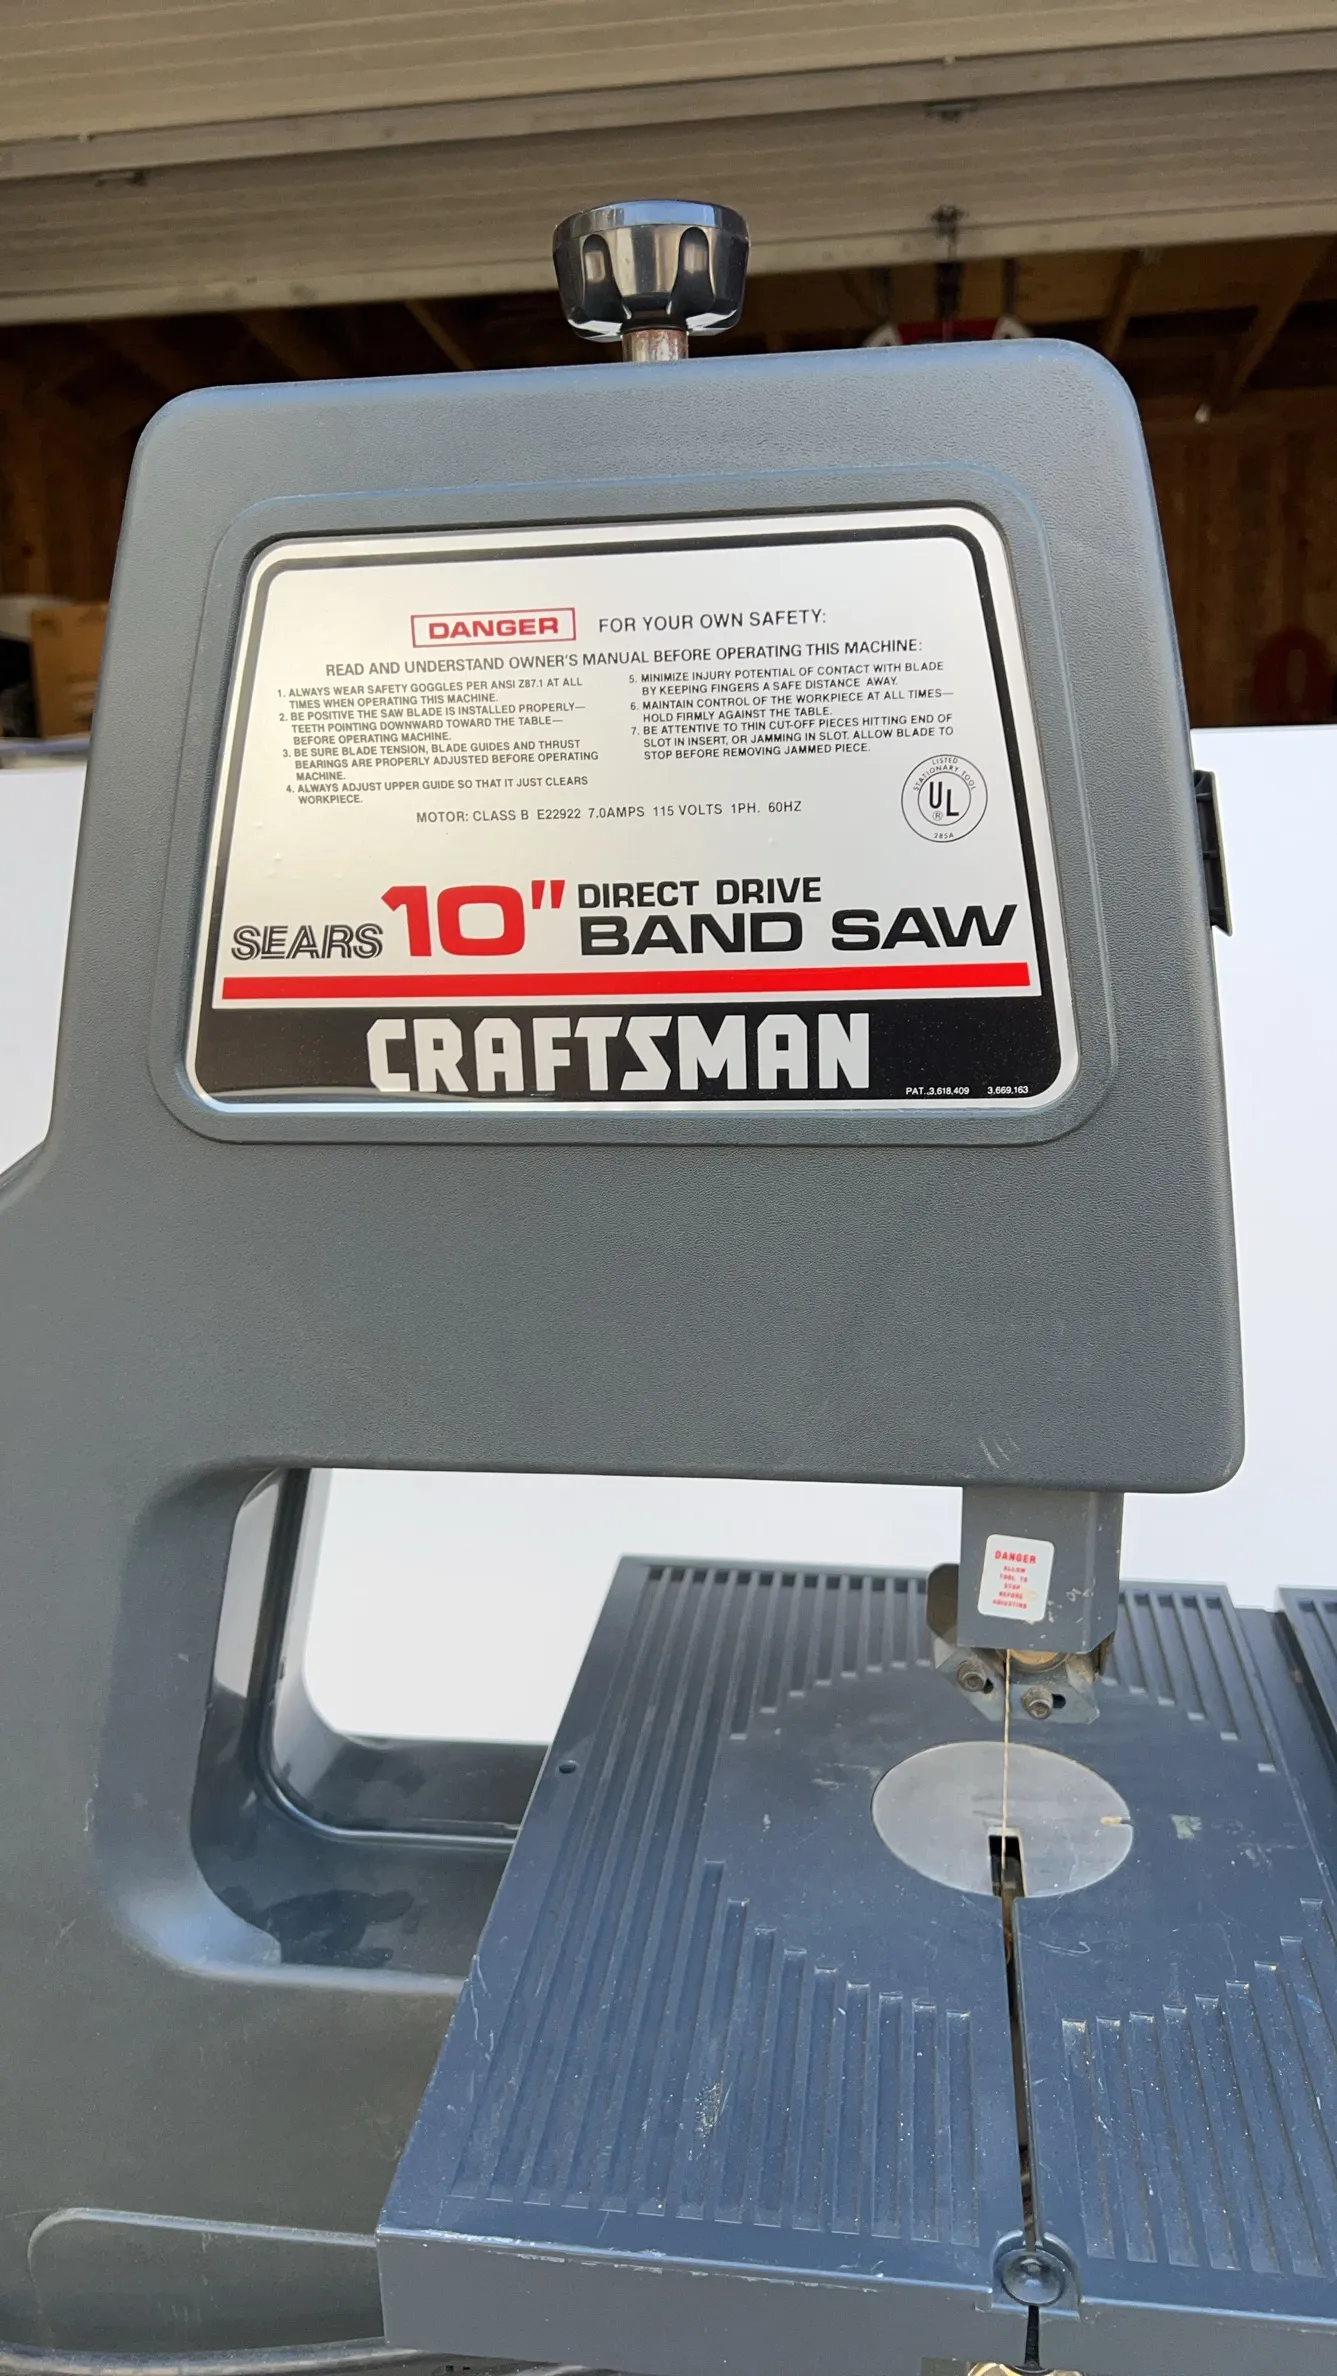 DANGER FOR YOUR OWN SAFETY:
READ AND UNDERSTAND OWNER'S MANUAL BEFORE OPERATING THIS MACHINE:
1. ALWAYS WEAR SAFETY GOGGLES PER ANSI Z87.1 AT ALL
TIMES WHEN OPERATING THIS MACHINE.
2. BE POSITIVE THE SAW BLADE IS INSTALLED PROPERLY—
TEETH POINTING DOWNWARD TOWARD THE TABLE—
BEFORE OPERATING MACHINE.
3. BE SURE BLADE TENSION, BLADE GUIDES AND THRUST
BEARINGS ARE PROPERLY ADJUSTED BEFORE OPERATING
MACHINE.
4. ALWAYS ADJUST UPPER GUIDE SO THAT IT JUST CLEARS
WORKPIECE.
5. MINIMIZE INJURY POTENTIAL OF CONTACT WITH BLADE
BY KEEPING FINGERS A SAFE DISTANCE AWAY.
6. MAINTAIN CONTROL OF THE WORKPIECE AT ALL TIMES—
HOLD FIRMLY AGAINST THE TABLE.
7. BE ATTENTIVE TO THIN CUT-OFF PIECES HITTING END OF
SLOT IN INSERT, OR JAMMING IN SLOT. ALLOW BLADE TO
STOP BEFORE REMOVING JAMMED PIECE.
LISTED
STATIONARY TOOL
UL
®
285A
MOTOR: CLASS B E22922 7.0AMPS 115 VOLTS 1PH. 60HZ
SEARS 10" DIRECT DRIVE
BAND SAW
CRAFTSMAN
PAT. 3,618,409 3,669,163
DANGER
ALLOW
TOOL TO
STOP
BEFORE
ADJUSTING